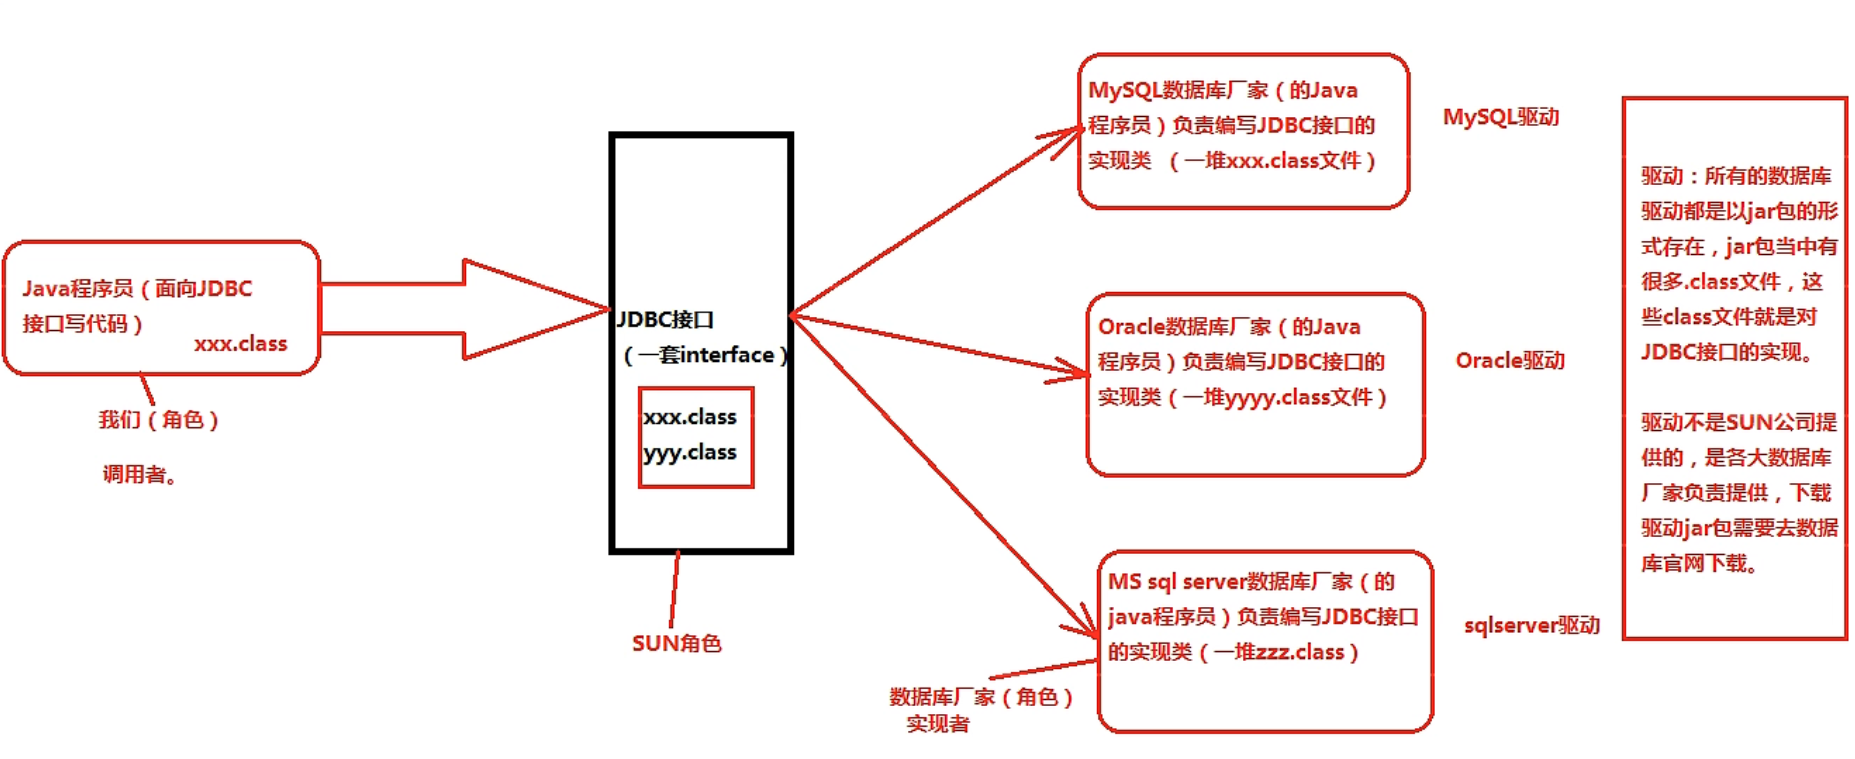 Java程序员（面向JDBC
接口写代码）
xxx.class
我们（角色）
调用者。
JDBC接口
（一套interface）
xxx.class
yyy.class
SUN角色
MySQL数据库厂家（的Java
程序员）负责编写JDBC接口的
实现类 （一堆xxx.class文件）
MySQL驱动
Oracle数据库厂家（的Java
程序员）负责编写JDBC接口的
实现类（一堆yyyy.class文件）
Oracle驱动
MS sql server数据库厂家（的
java程序员）负责编写JDBC接口
的实现类（一堆zzz.class）
sqlserver驱动
数据库厂家（角色）
实现者
驱动：所有的数据库
驱动都是以jar包的形
式存在，jar包当中有
很多.class文件，这
些class文件就是对
JDBC接口的实现。
驱动不是SUN公司提
供的，是各大数据库
厂家负责提供，下载
驱动jar包需要去数据
库官网下载。